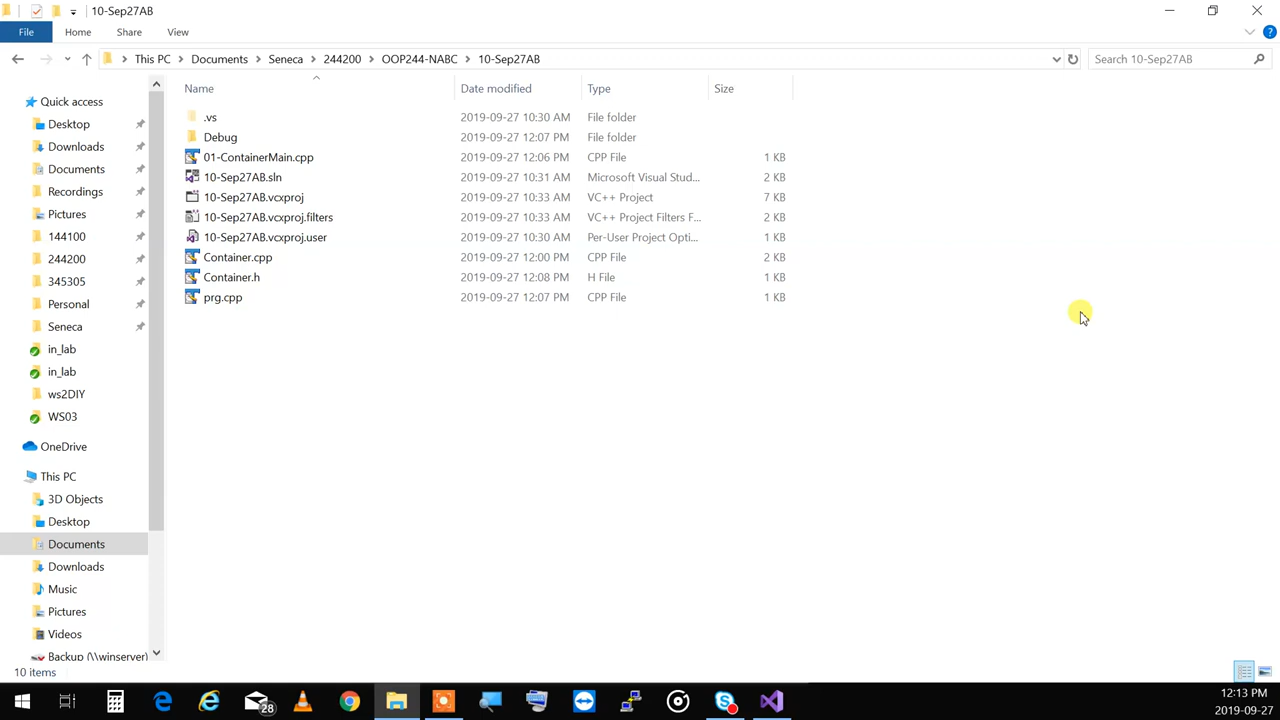 10-Sep27AB
File Home Share View
This PC Documents Seneca 244200 OOP244-NABC 10-Sep27AB Search 10-Sep27AB
Name Date modified Type Size
Quick access
Desktop
Downloads
Documents
Recordings
Pictures
144100
244200
345305
Personal
Seneca
in_lab
in_lab
ws2DIY
WS03
OneDrive
This PC
3D Objects
Desktop
Documents
Downloads
Music
Pictures
Videos
Backup (\\winserver)
.vs 2019-09-27 10:30 AM File folder
Debug 2019-09-27 12:07 PM File folder
01-ContainerMain.cpp 2019-09-27 12:06 PM CPP File 1 KB
10-Sep27AB.sln 2019-09-27 10:31 AM Microsoft Visual Stud... 2 KB
10-Sep27AB.vcxproj 2019-09-27 10:33 AM VC++ Project 7 KB
10-Sep27AB.vcxproj.filters 2019-09-27 10:33 AM VC++ Project Filters F... 2 KB
10-Sep27AB.vcxproj.user 2019-09-27 10:30 AM Per-User Project Opti... 1 KB
Container.cpp 2019-09-27 12:00 PM CPP File 2 KB
Container.h 2019-09-27 12:08 PM H File 1 KB
prg.cpp 2019-09-27 12:07 PM CPP File 1 KB
10 items
28
12:13 PM
2019-09-27